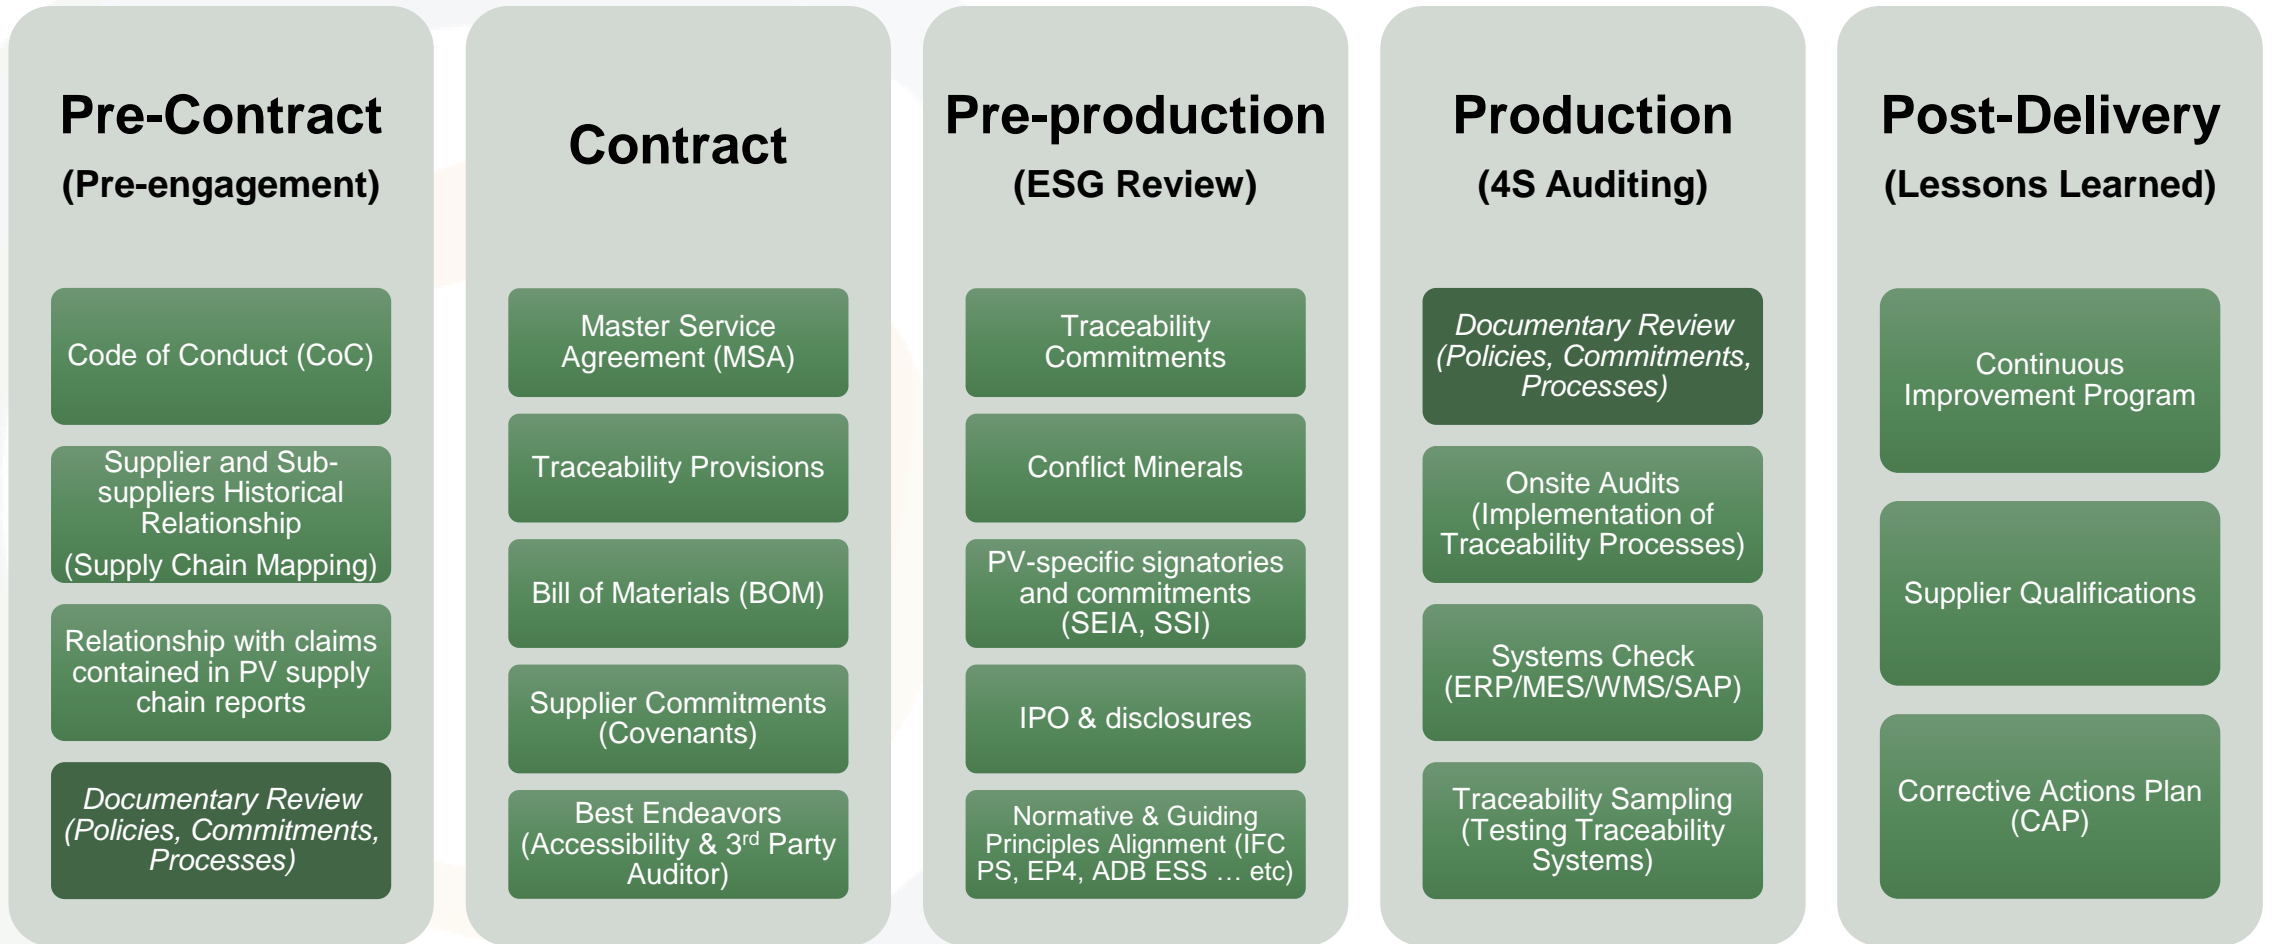 Pre-Contract
(Pre-engagement)
Code of Conduct (CoC)
Supplier and Sub-
suppliers Historical
Relationship
(Supply Chain Mapping)
Relationship with claims
contained in PV supply
chain reports
Documentary Review
(Policies, Commitments,
Processes)
Contract
Master Service
Agreement (MSA)
Traceability Provisions
Bill of Materials (BOM)
Supplier Commitments
(Covenants)
Best Endeavors
(Accessibility & 3rd Party
Auditor)
Pre-production
(ESG Review)
Traceability
Commitments
Conflict Minerals
PV-specific signatories
and commitments
(SEIA, SSI)
IPO & disclosures
Normative & Guiding
Principles Alignment (IFC
PS, EP4, ADB ESS … etc)
Production
(4S Auditing)
Documentary Review
(Policies, Commitments,
Processes)
Onsite Audits
(Implementation of
Traceability Processes)
Systems Check
(ERP/MES/WMS/SAP)
Traceability Sampling
(Testing Traceability
Systems)
Post-Delivery
(Lessons Learned)
Continuous
Improvement Program
Supplier Qualifications
Corrective Actions Plan
(CAP)